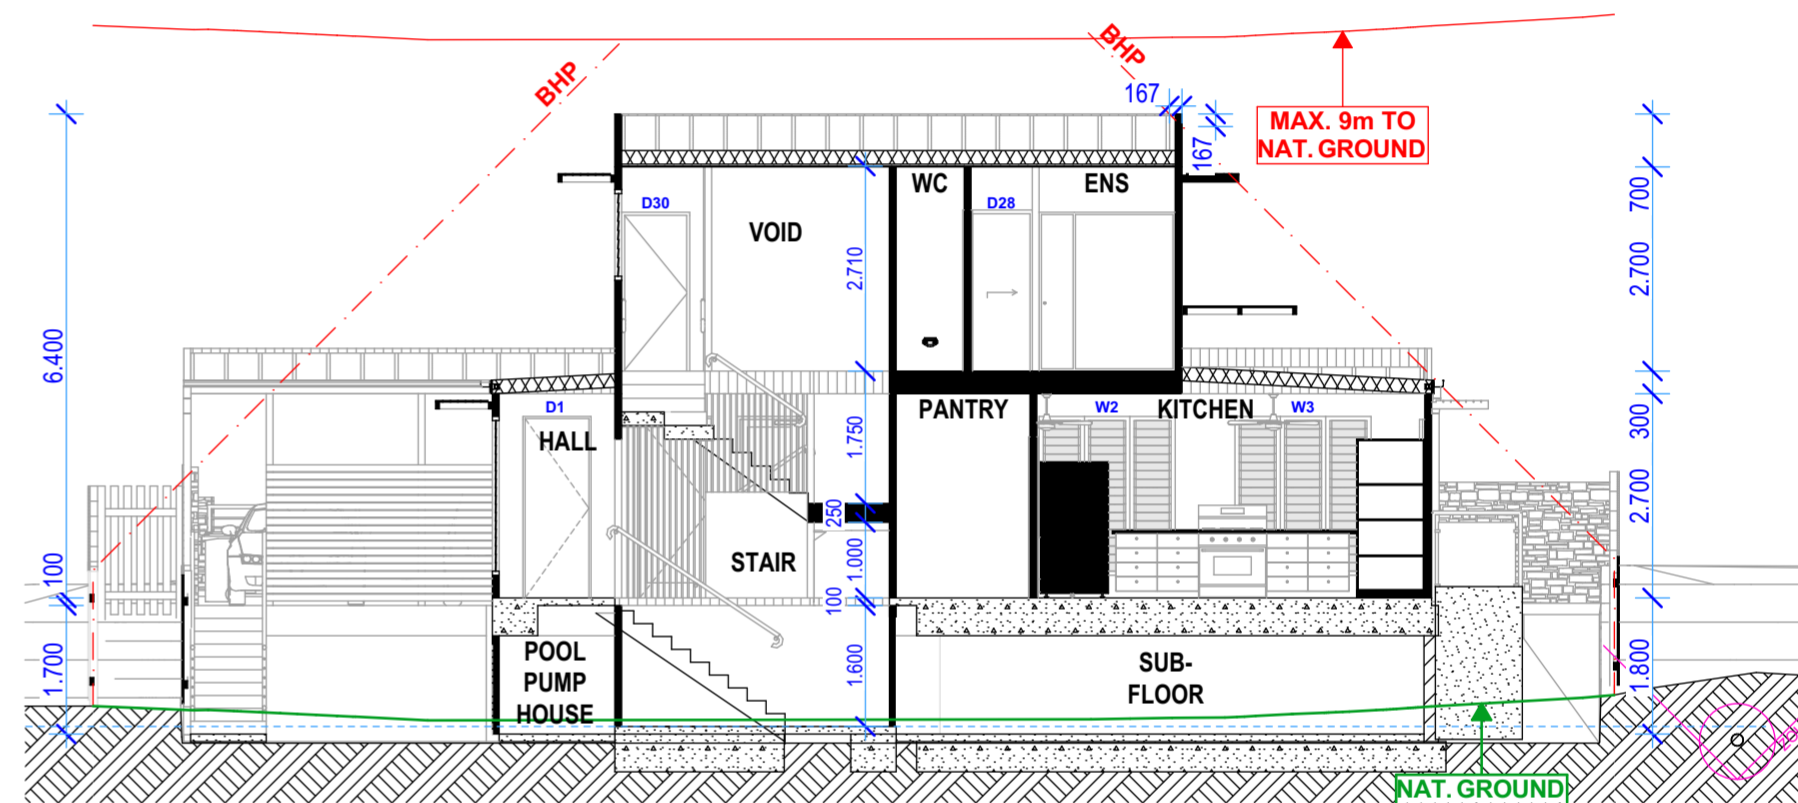 BHP
BHP
167
MAX. 9m TO
NAT. GROUND
167
WC
ENS
700
D30
D28
VOID
2.710
2.700
6.400
PANTRY
W2
KITCHEN
W3
D1
HALL
1.750
300
250
2.700
STAIR
1.000
100
100
POOL
PUMP
HOUSE
1.600
SUB-
FLOOR
1.700
1.800
NAT. GROUND